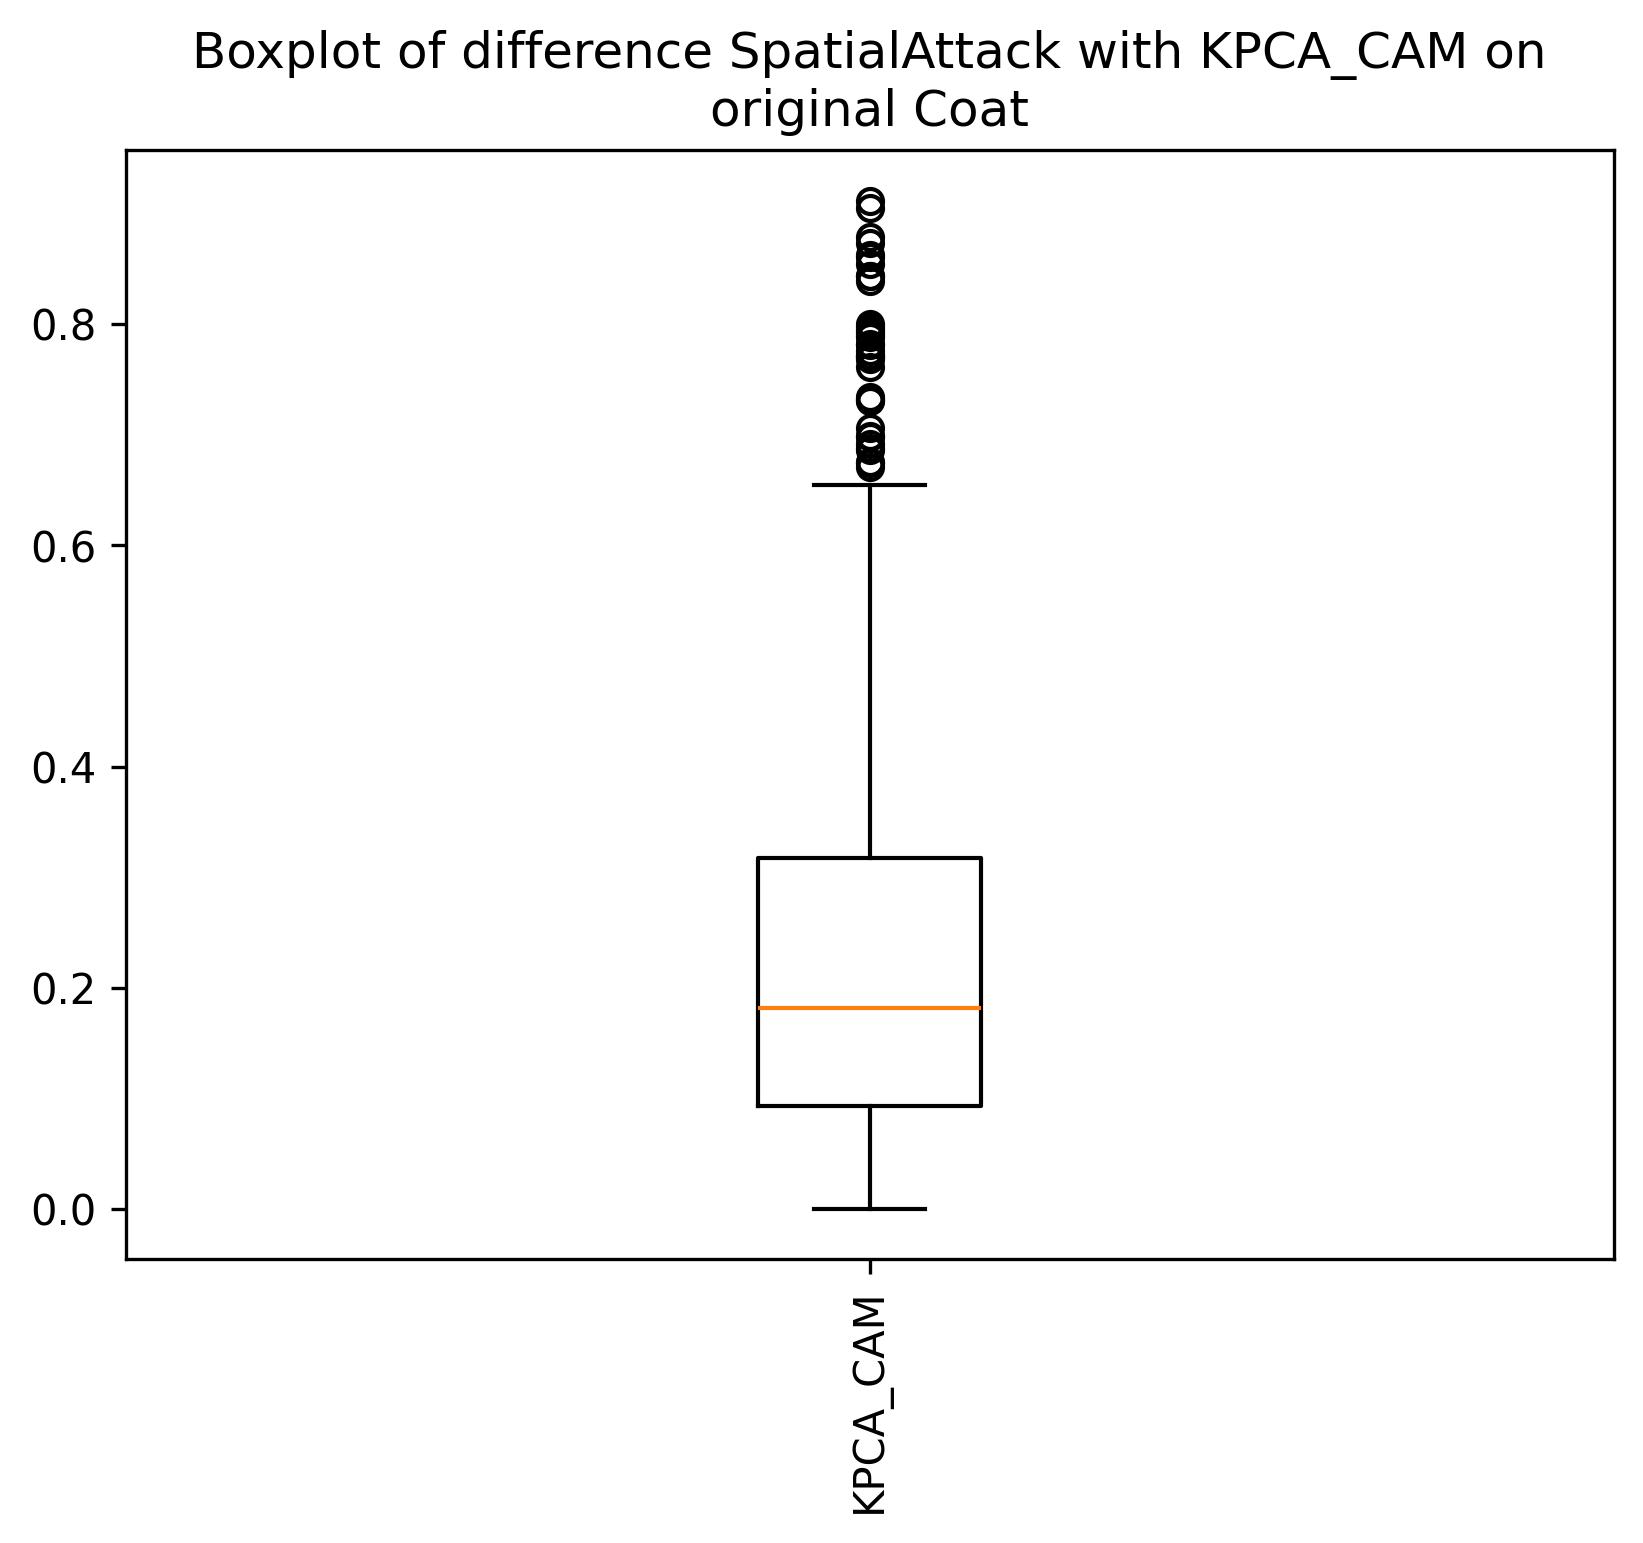 Boxplot of difference SpatialAttack with KPCA_CAM on
original Coat
0.8
0.6
0.4
0.2
0.0
KPCA_CAM